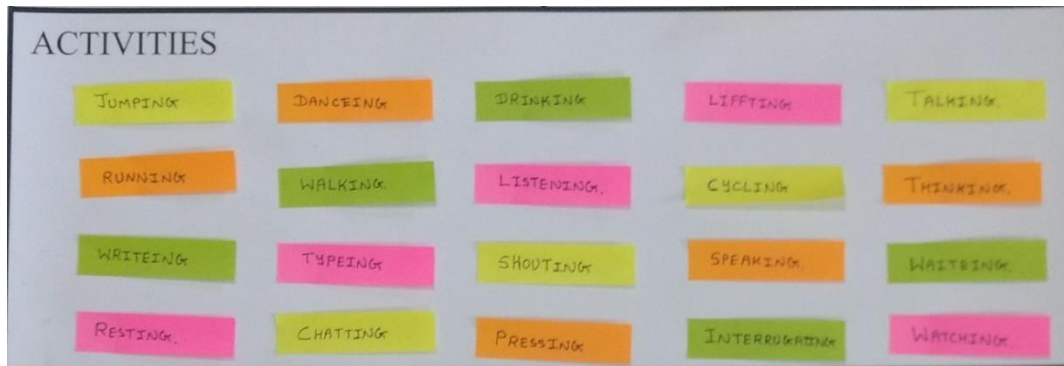 ACTIVITIES
JUMPING DANCEING DRINKING LIFFTING TALKING.
RUNNING WALKING. LISTENING. CYCLING THINKING.
WRITEING TYPEING SHOUTING SPEAKING. WAITEING.
RESTING. CHATTING PRESSING INTERROGATING WATCHING.